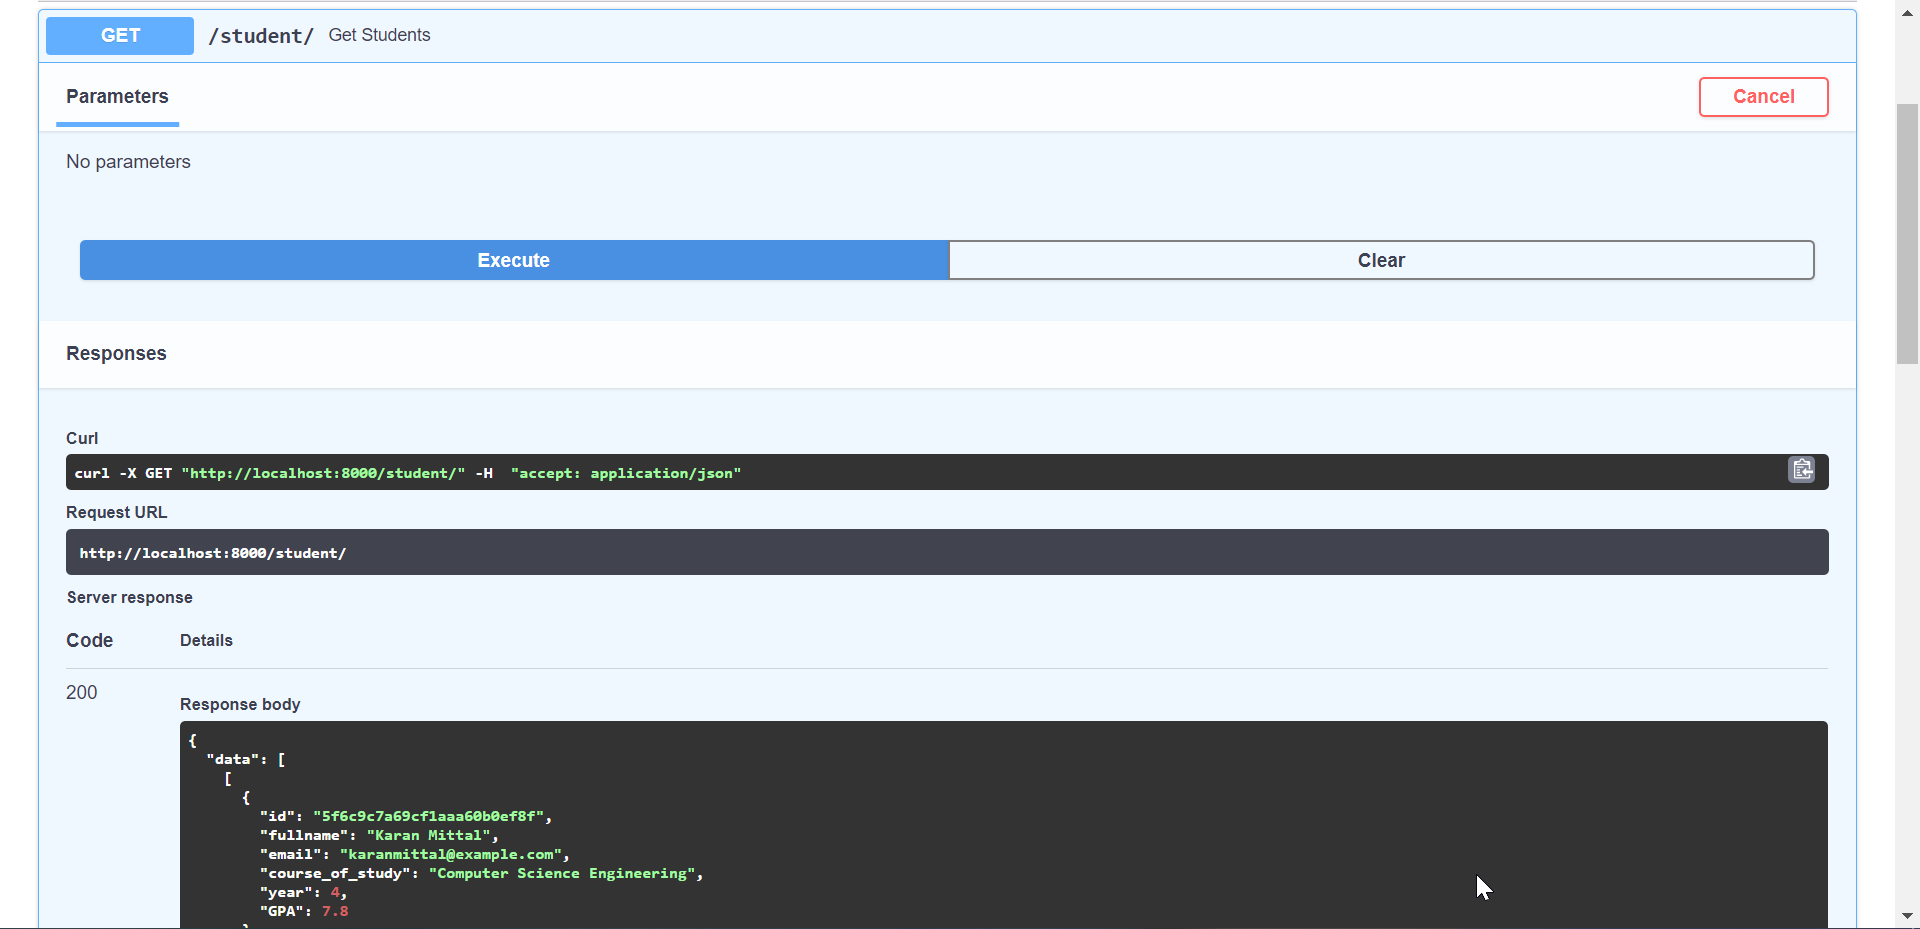 GET /student/ Get Students
Parameters Cancel
No parameters
Execute Clear
Responses
Curl
curl -X GET "http://localhost:8000/student/" -H  "accept: application/json"
Request URL
http://localhost:8000/student/
Server response
Code Details
200
Response body
{
  "data": [
    [
      {
        "id": "5f6c9c7a69cf1aaa60b0ef8f",
        "fullname": "Karan Mittal",
        "email": "karanmittal@example.com",
        "course_of_study": "Computer Science Engineering",
        "year": 4,
        "GPA": 7.8